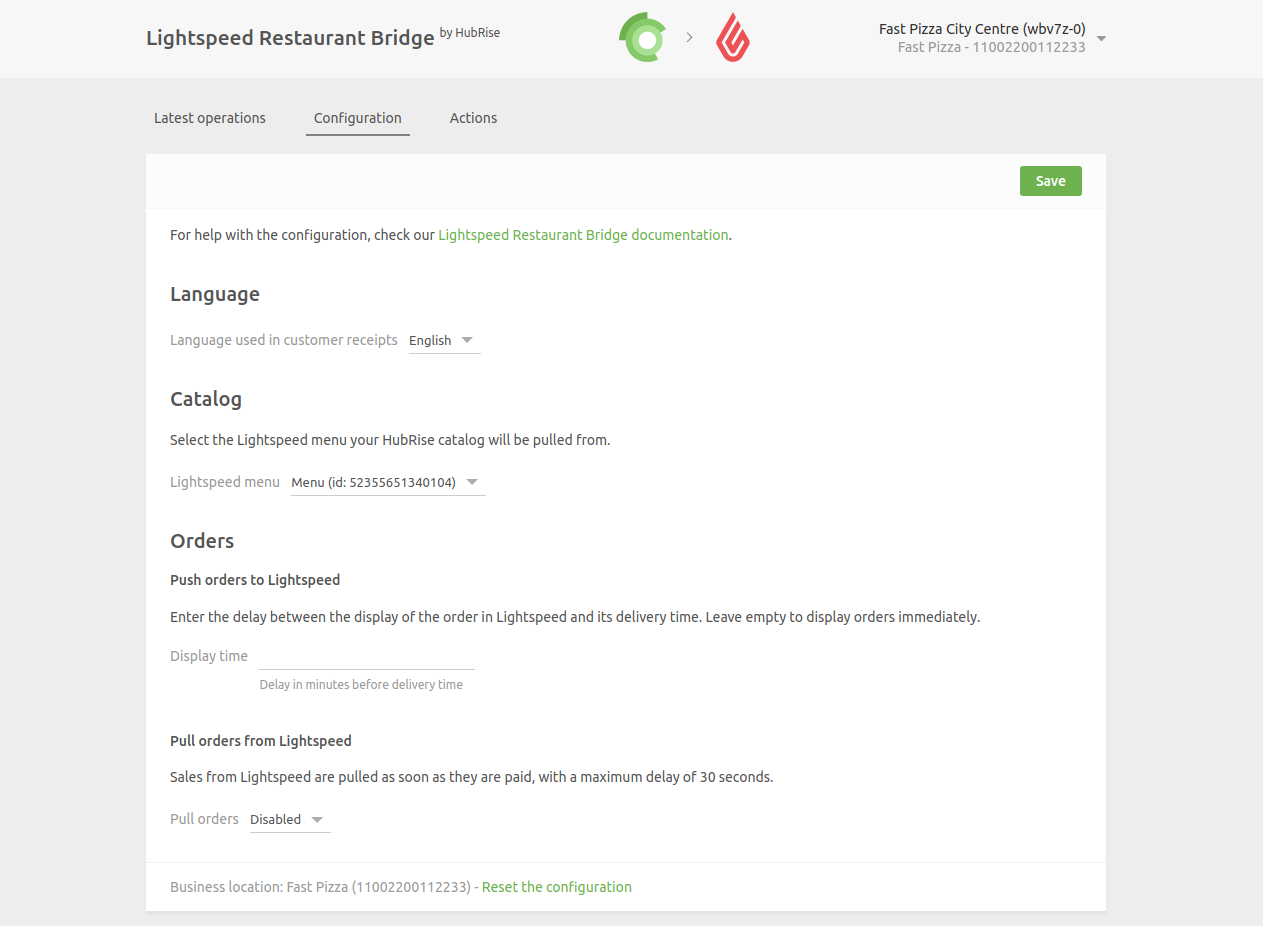 Lightspeed Restaurant Bridge by HubRise
Fast Pizza City Centre (wbv7z-0)
Fast Pizza - 11002200112233
Latest operations
Configuration
Actions
Save
For help with the configuration, check our Lightspeed Restaurant Bridge documentation.
Language
Language used in customer receipts English
Catalog
Select the Lightspeed menu your HubRise catalog will be pulled from.
Lightspeed menu Menu (id: 52355651340104)
Orders
Push orders to Lightspeed
Enter the delay between the display of the order in Lightspeed and its delivery time. Leave empty to display orders immediately.
Display time
Delay in minutes before delivery time
Pull orders from Lightspeed
Sales from Lightspeed are pulled as soon as they are paid, with a maximum delay of 30 seconds.
Pull orders Disabled
Business location: Fast Pizza (11002200112233) - Reset the configuration